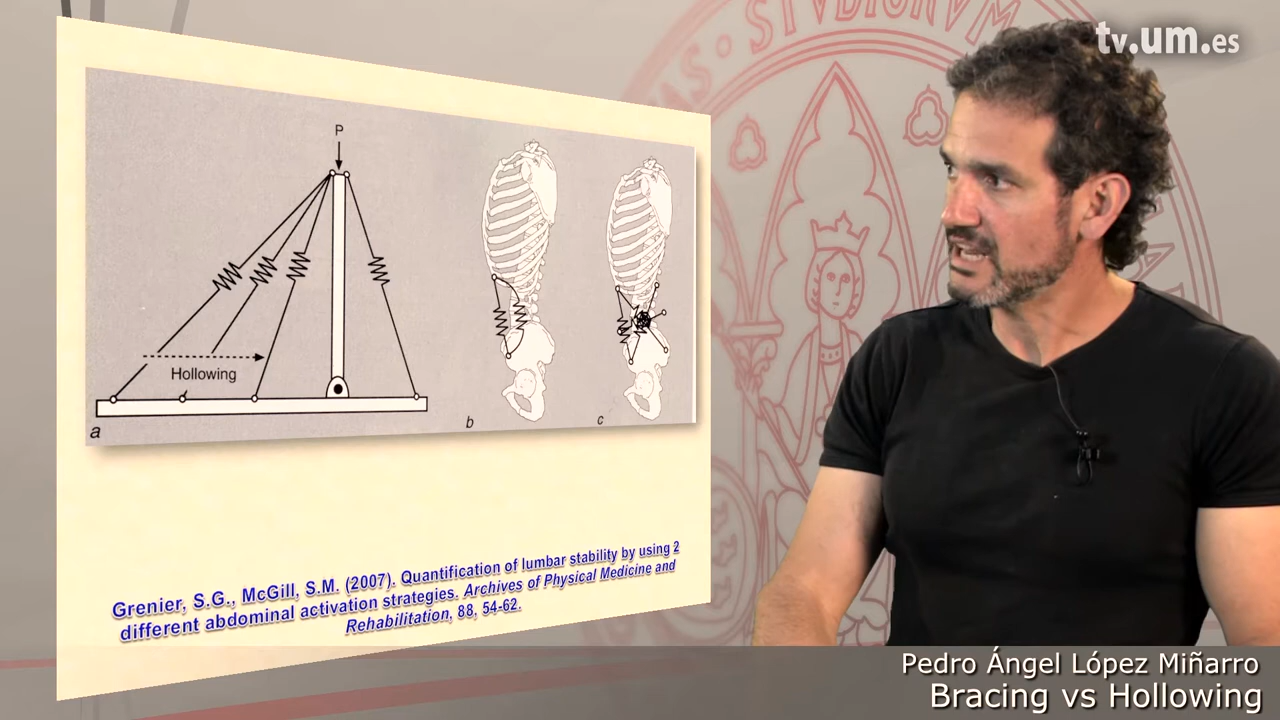 tv.um.es
STVDIORVM
P
Hollowing
a
b
c
Grenier, S.G., McGill, S.M. (2007). Quantification of lumbar stability by using 2
different abdominal activation strategies. Archives of Physical Medicine and
Rehabilitation, 88, 54-62.
Pedro Ángel López Miñarro
Bracing vs Hollowing